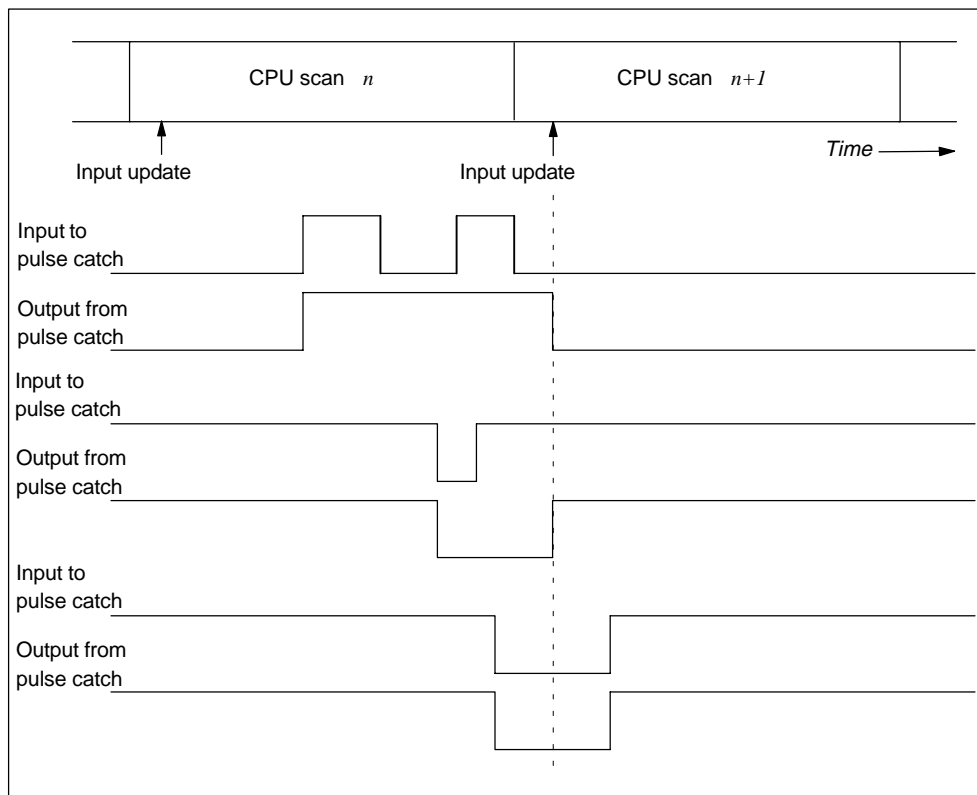 CPU scan n
CPU scan n+1
Input update
Input update
Time
Input to
pulse catch
Output from
pulse catch
Input to
pulse catch
Output from
pulse catch
Input to
pulse catch
Output from
pulse catch